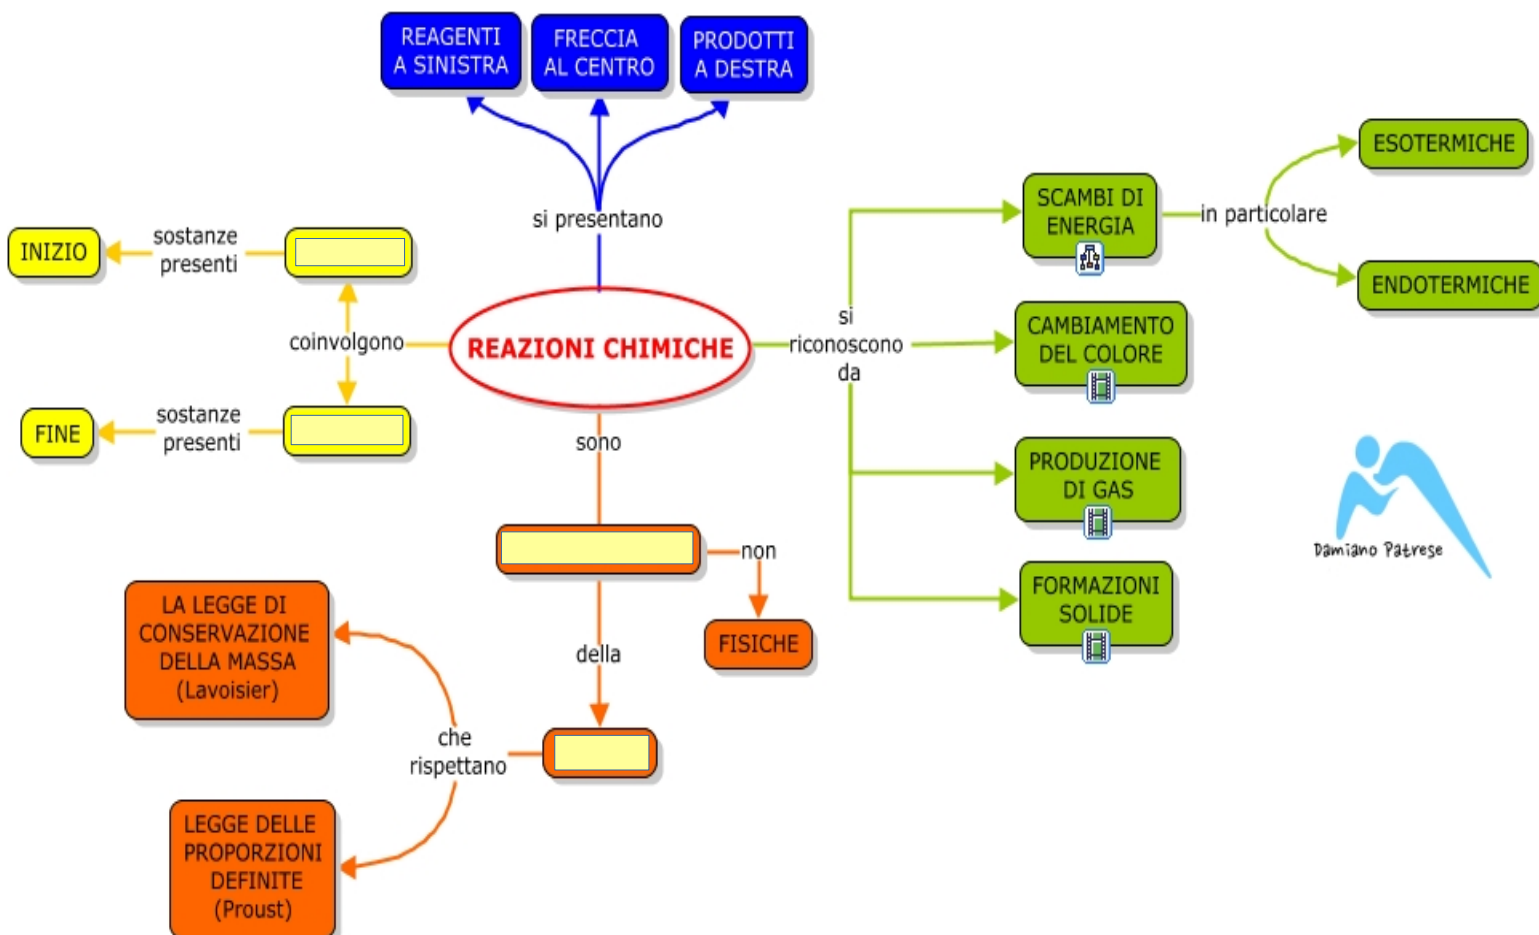 REAGENTI
A SINISTRA
FRECCIA
AL CENTRO
PRODOTTI
A DESTRA
si presentano
INIZIO
sostanze
presenti
coinvolgono
FINE
sostanze
presenti
REAZIONI CHIMICHE
si
riconoscono
da
SCAMBI DI
ENERGIA
in particolare
ESOTERMICHE
ENDOTERMICHE
CAMBIAMENTO
DEL COLORE
PRODUZIONE
DI GAS
FORMAZIONI
SOLIDE
sono
non
FISICHE
della
che
rispettano
LA LEGGE DI
CONSERVAZIONE
DELLA MASSA
(Lavoisier)
LEGGE DELLE
PROPORZIONI
DEFINITE
(Proust)
Damiano Patrese